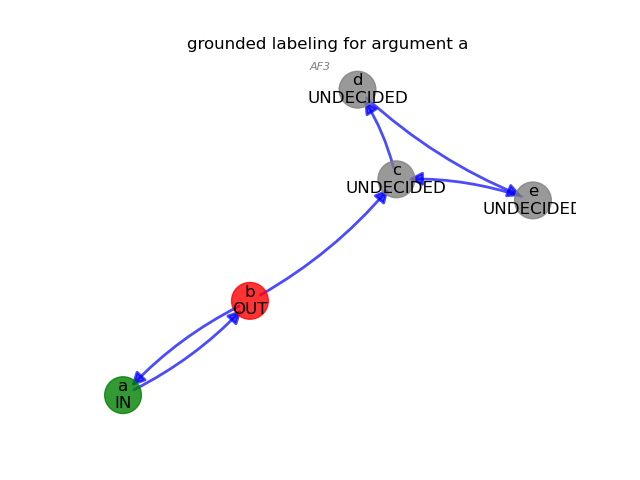 grounded labeling for argument a
AF3
d
UNDECIDED
c
UNDECIDED
e
UNDECIDED
b
OUT
a
IN